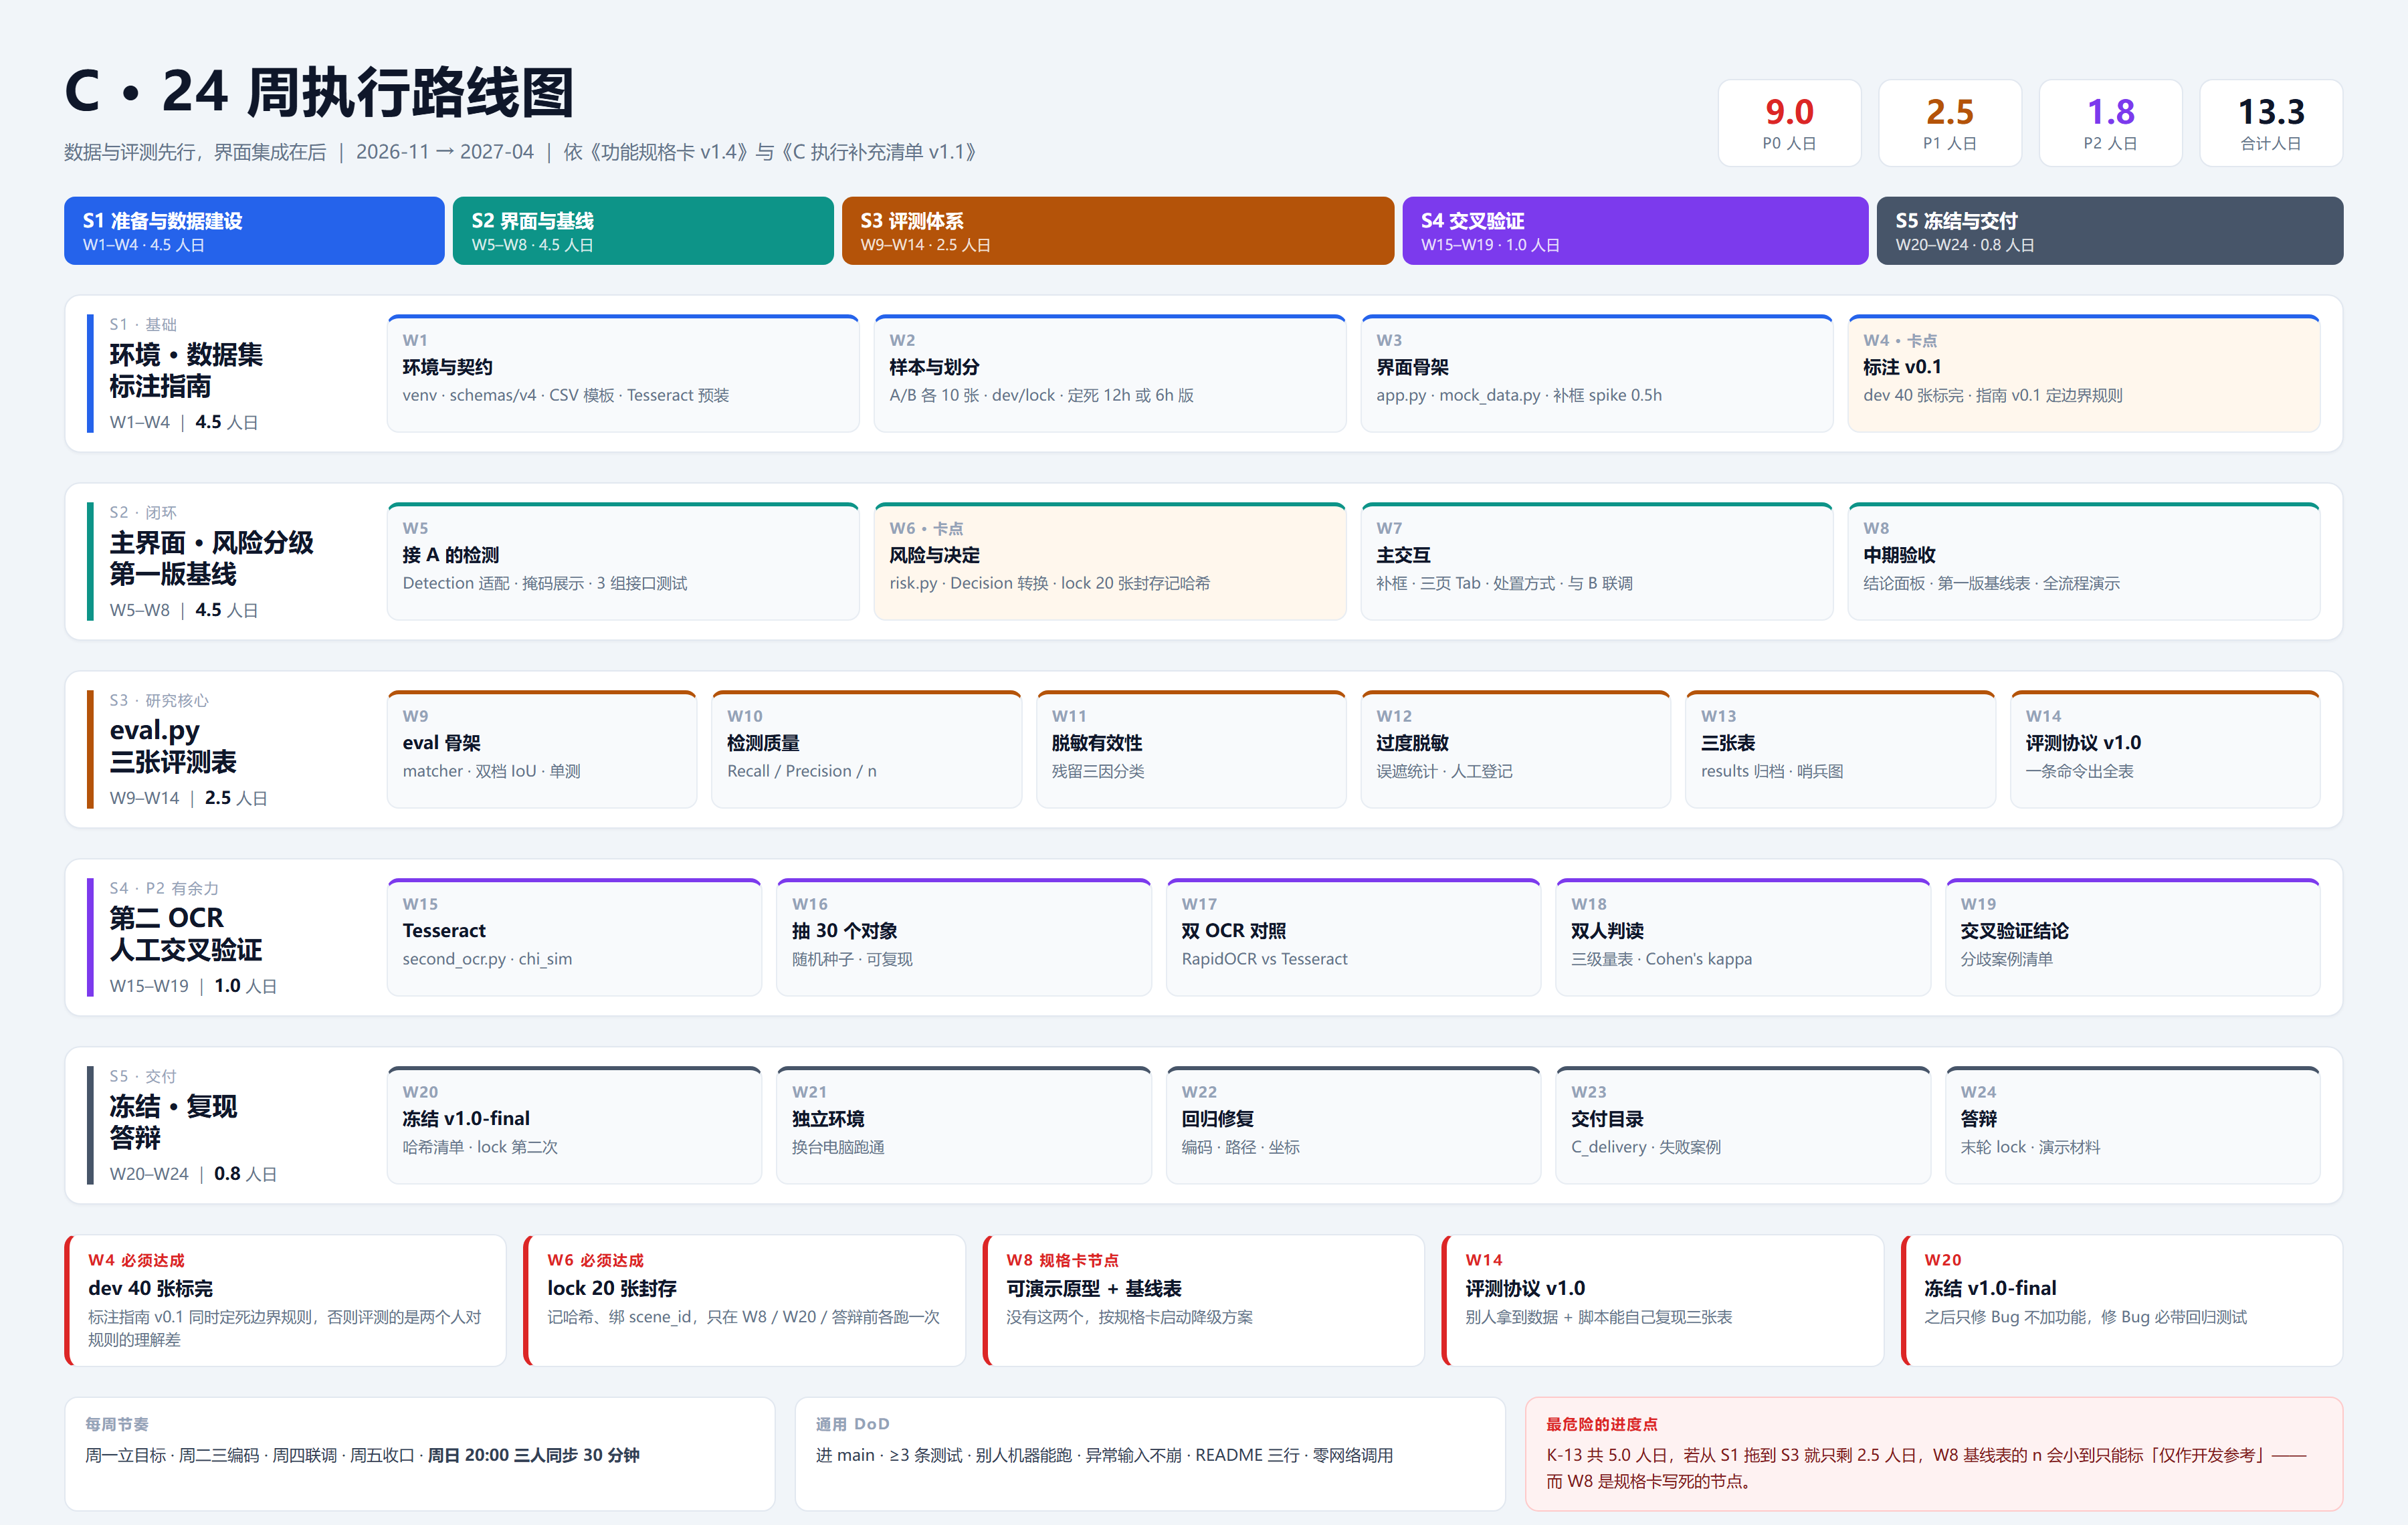 C · 24 周执行路线图
数据与评测先行，界面集成在后 | 2026-11 → 2027-04 | 依《功能规格卡 v1.4》与《C 执行补充清单 v1.1》
9.0
P0 人日
2.5
P1 人日
1.8
P2 人日
13.3
合计人日
S1 准备与数据建设
W1–W4 · 4.5 人日
S2 界面与基线
W5–W8 · 4.5 人日
S3 评测体系
W9–W14 · 2.5 人日
S4 交叉验证
W15–W19 · 1.0 人日
S5 冻结与交付
W20–W24 · 0.8 人日
S1 · 基础
环境 · 数据集
标注指南
W1–W4 | 4.5 人日
W1
环境与契约
venv · schemas/v4 · CSV 模板 · Tesseract 预装
W2
样本与划分
A/B 各 10 张 · dev/lock · 定死 12h 或 6h 版
W3
界面骨架
app.py · mock_data.py · 补框 spike 0.5h
W4 · 卡点
标注 v0.1
dev 40 张标完 · 指南 v0.1 定边界规则
S2 · 闭环
主界面 · 风险分级
第一版基线
W5–W8 | 4.5 人日
W5
接 A 的检测
Detection 适配 · 掩码展示 · 3 组接口测试
W6 · 卡点
风险与决定
risk.py · Decision 转换 · lock 20 张封存记哈希
W7
主交互
补框 · 三页 Tab · 处置方式 · 与 B 联调
W8
中期验收
结论面板 · 第一版基线表 · 全流程演示
S3 · 研究核心
eval.py
三张评测表
W9–W14 | 2.5 人日
W9
eval 骨架
matcher · 双档 IoU · 单测
W10
检测质量
Recall / Precision / n
W11
脱敏有效性
残留三因分类
W12
过度脱敏
误遮统计 · 人工登记
W13
三张表
results 归档 · 哨兵图
W14
评测协议 v1.0
一条命令出全表
S4 · P2 有余力
第二 OCR
人工交叉验证
W15–W19 | 1.0 人日
W15
Tesseract
second_ocr.py · chi_sim
W16
抽 30 个对象
随机种子 · 可复现
W17
双 OCR 对照
RapidOCR vs Tesseract
W18
双人判读
三级量表 · Cohen's kappa
W19
交叉验证结论
分歧案例清单
S5 · 交付
冻结 · 复现
答辩
W20–W24 | 0.8 人日
W20
冻结 v1.0-final
哈希清单 · lock 第二次
W21
独立环境
换台电脑跑通
W22
回归修复
编码 · 路径 · 坐标
W23
交付目录
C_delivery · 失败案例
W24
答辩
末轮 lock · 演示材料
W4 必须达成
dev 40 张标完
标注指南 v0.1 同时定死边界规则，否则评测的是两个人对
规则的理解差
W6 必须达成
lock 20 张封存
记哈希、绑 scene_id，只在 W8 / W20 / 答辩前各跑一次
W8 规格卡节点
可演示原型 + 基线表
没有这两个，按规格卡启动降级方案
W14
评测协议 v1.0
别人拿到数据 + 脚本能自己复现三张表
W20
冻结 v1.0-final
之后只修 Bug 不加功能，修 Bug 必带回归测试
每周节奏
周一立目标 · 周二三编码 · 周四联调 · 周五收口 · 周日 20:00 三人同步 30 分钟
通用 DoD
进 main · ≥3 条测试 · 别人机器能跑 · 异常输入不崩 · README 三行 · 零网络调用
最危险的进度点
K-13 共 5.0 人日，若从 S1 拖到 S3 就只剩 2.5 人日，W8 基线表的 n 会小到只能标「仅作开发参考」——
而 W8 是规格卡写死的节点。